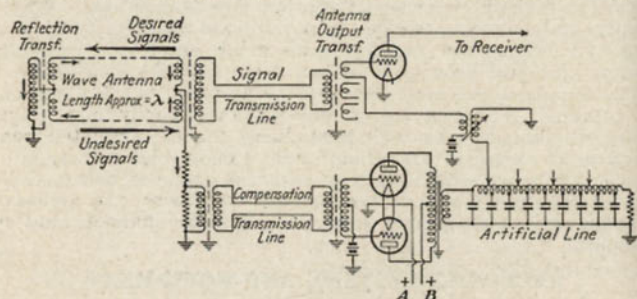 Reflection
Transf.
Desired
Signals
Antenna
Output
Transf.
To Receiver
Wave Antenna
Length Approx = λ
Signal
Transmission
Line
Undesired
Signals
Compensation
Transmission
Line
Artificial Line
+ +
A B